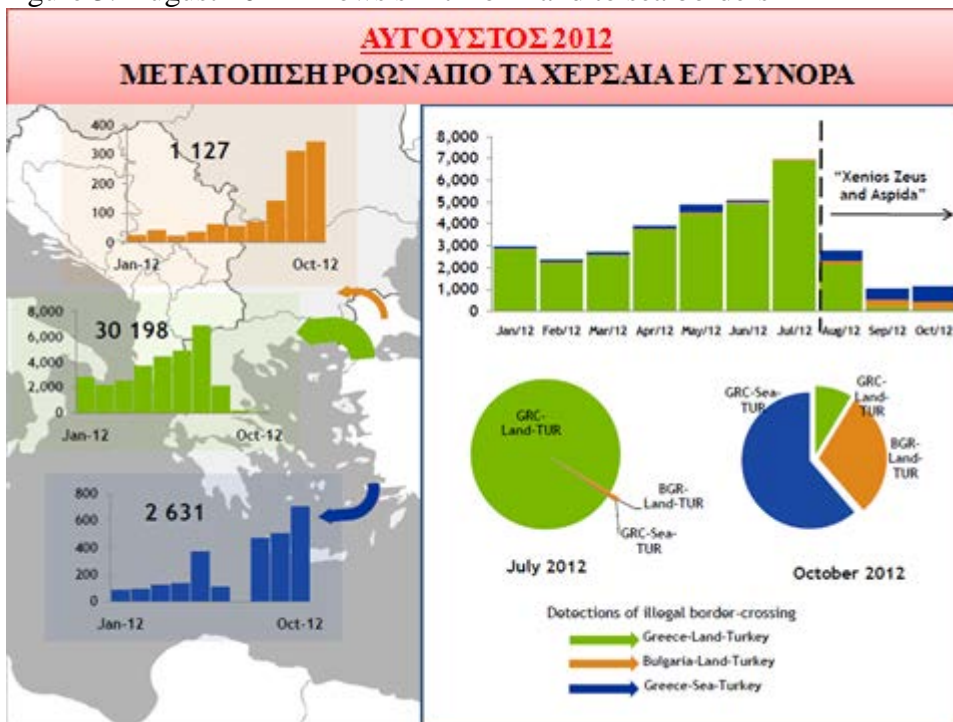 ΑΥΓΟΥΣΤΟΣ 2012
ΜΕΤΑΤΟΠΙΣΗ ΡΟΩΝ ΑΠΟ ΤΑ ΧΕΡΣΑΙΑ Ε/Τ ΣΥΝΟΡΑ
400
300
200
100
0
1 127
Jan-12
Oct-12
8,000
6,000
4,000
2,000
0
30 198
Jan-12
Oct-12
800
600
400
200
0
2 631
Jan-12
Oct-12
8,000
7,000
6,000
5,000
4,000
3,000
2,000
1,000
0
"Xenios Zeus
and Aspida"
Jan/12 Feb/12 Mar/12 Apr/12 May/12 Jun/12 Jul/12 Aug/12 Sep/12 Oct/12
GRC-
Land-TUR
BGR-
Land-TUR
GRC-Sea-
TUR
July 2012
GRC-Sea-
TUR
GRC-
Land-
TUR
BGR-
Land-
TUR
October 2012
Detections of illegal border-crossing
Greece-Land-Turkey
Bulgaria-Land-Turkey
Greece-Sea-Turkey